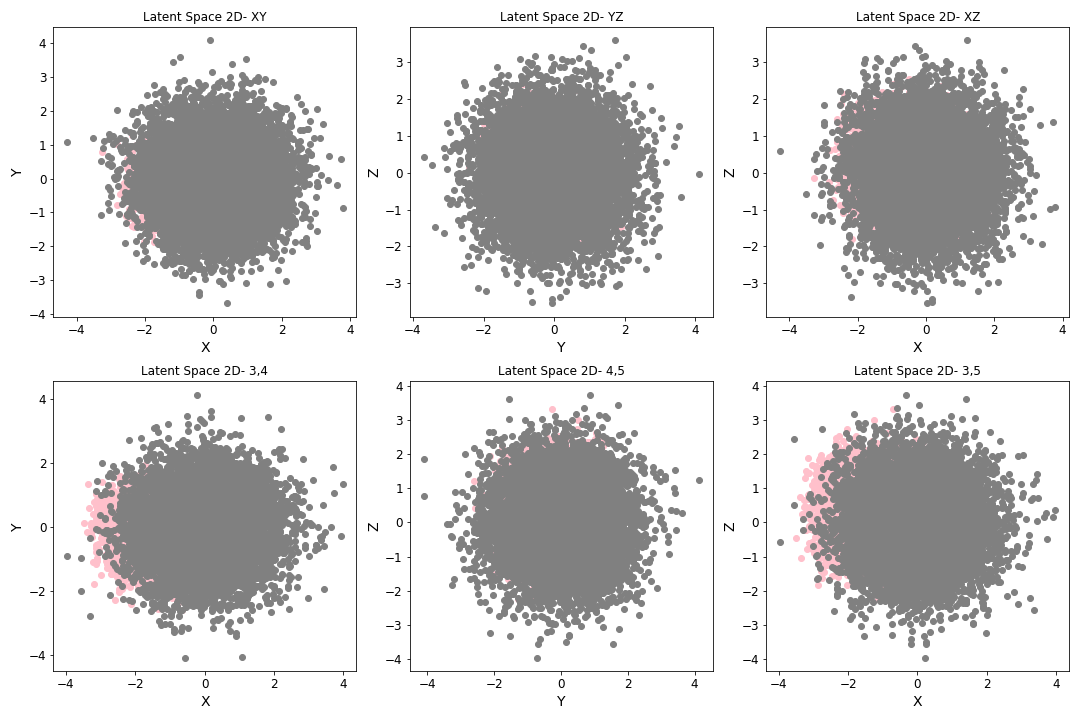 Latent Space 2D- XY
Latent Space 2D- YZ
Latent Space 2D- XZ
4
3
2
1
0
−1
−2
−3
−4
Y
−4 −2 0 2 4
X
3
2
1
0
−1
−2
−3
Z
−4 −2 0 2 4
Y
3
2
1
0
−1
−2
−3
Z
−4 −2 0 2 4
X
Latent Space 2D- 3,4
Latent Space 2D- 4,5
Latent Space 2D- 3,5
4
2
0
−2
−4
Y
−4 −2 0 2 4
X
4
3
2
1
0
−1
−2
−3
−4
Z
−4 −2 0 2 4
Y
4
3
2
1
0
−1
−2
−3
−4
Z
−4 −2 0 2 4
X